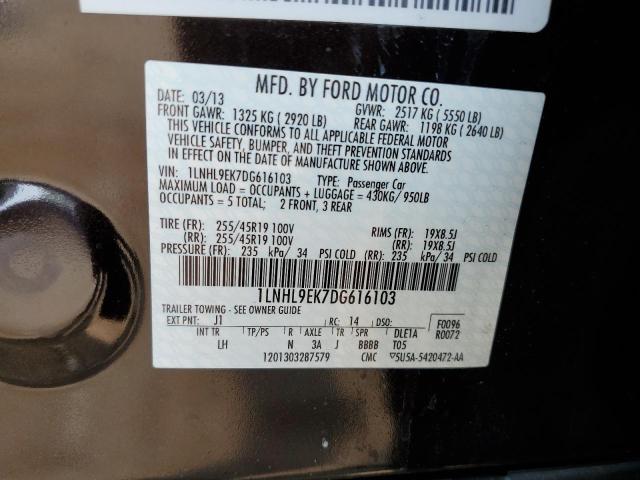 MFD. BY FORD MOTOR CO.
DATE: 03/13 GVWR: 2517 KG ( 5550 LB)
FRONT GAWR: 1325 KG ( 2920 LB) REAR GAWR: 1198 KG ( 2640 LB)
THIS VEHICLE CONFORMS TO ALL APPLICABLE FEDERAL MOTOR
VEHICLE SAFETY, BUMPER, AND THEFT PREVENTION STANDARDS
IN EFFECT ON THE DATE OF MANUFACTURE SHOWN ABOVE.
VIN: 1LNHL9EK7DG616103 TYPE: Passenger Car
MAXIMUM LOAD = OCCUPANTS + LUGGAGE = 430KG/ 950LB
OCCUPANTS = 5 TOTAL; 2 FRONT, 3 REAR
TIRE (FR): 255/45R19 100V RIMS (FR): 19X8.5J
(RR): 255/45R19 100V (RR): 19X8.5J
PRESSURE (FR): 235 kPa/ 34 PSI COLD (RR): 235 kPa/ 34 PSI COLD
1LNHL9EK7DG616103
TRAILER TOWING - SEE OWNER GUIDE
EXT PNT: J1 RC: 14 DSO: F0096
INT TR TP/PS R AXLE TR SPR DLE1A R0072
LH N 3A J BBBB T05
1201303287579 CMC 5U5A-5420472-AA